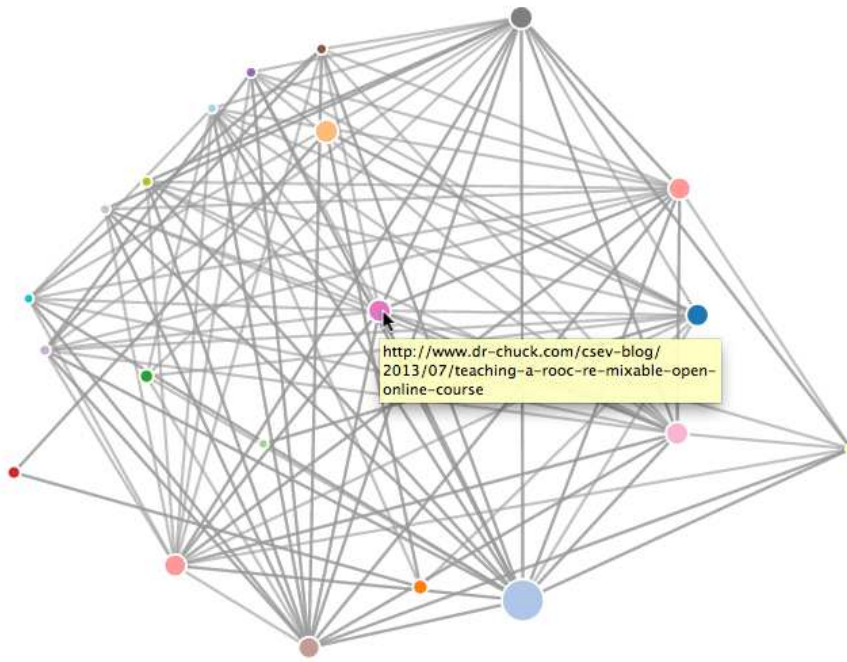 http://www.dr-chuck.com/csev-blog/
2013/07/teaching-a-rooc-re-mixable-open-
online-course